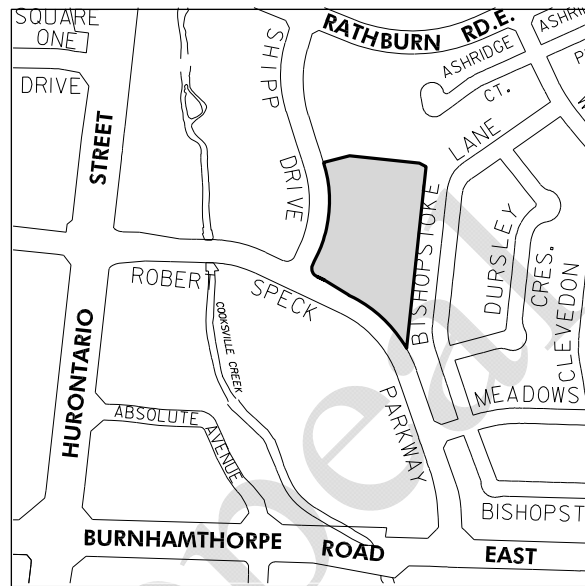 SQUARE
ONE
DRIVE
STREET
HURONTARIO
SHIPP
DRIVE
RATHBURN RD.E.
ASHRIDGE
CT.
LANE
BISHOPSTOKE
DURSLEY
CRES.
CLEVEDON
MEADOWS
ROBERT
SPECK
PARKWAY
COOKSVILLE CREEK
ABSOLUTE
AVENUE
BISHOPST
BURNHAMTHORPE ROAD EAST